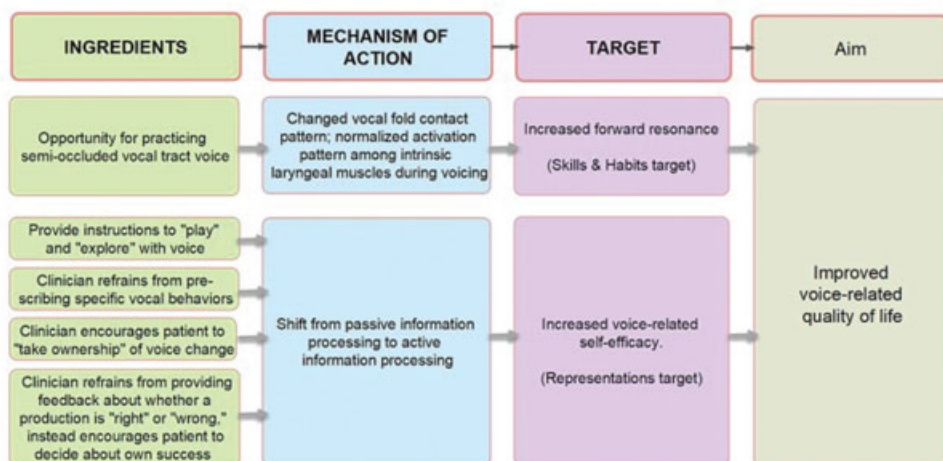 INGREDIENTS
MECHANISM OF
ACTION
TARGET
Aim
Opportunity for practicing
semi-occluded vocal tract voice
Changed vocal fold contact
pattern; normalized activation
pattern among intrinsic
laryngeal muscles during voicing
Increased forward resonance
(Skills & Habits target)
Provide instructions to "play"
and "explore" with voice
Clinician refrains from pre-
scribing specific vocal behaviors
Clinician encourages patient to
"take ownership" of voice change
Clinician refrains from providing
feedback about whether a
production is "right" or "wrong,"
instead encourages patient to
decide about own success
Shift from passive information
processing to active
information processing
Increased voice-related
self-efficacy.
(Representations target)
Improved
voice-related
quality of life